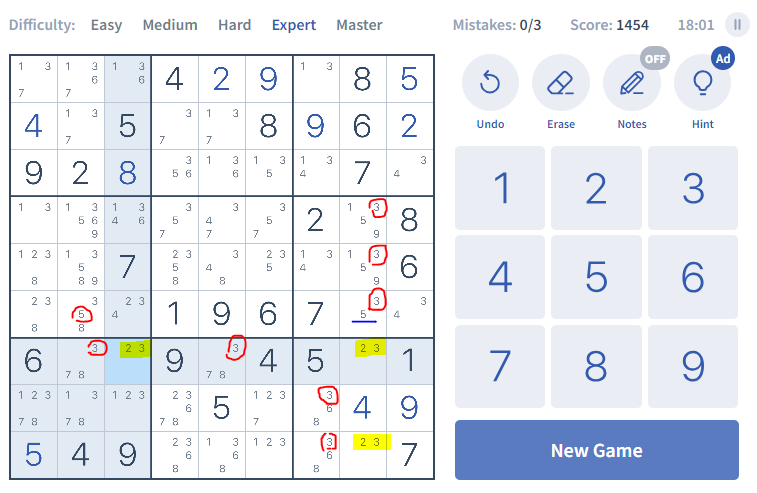 Difficulty: Easy Medium Hard Expert Master
Mistakes: 0/3 Score: 1454 18:01
1 3 7 1 3 6 7 1 3 6 4 2 9 1 3 8 5
4 1 3 7 5 3 7 1 3 7 8 9 6 2
9 2 8 3 5 6 1 3 6 1 3 5 1 3 4 7 3 4
1 3 1 3 5 6 9 1 3 4 6 3 5 7 3 4 7 3 5 7 2 1 3 5 9 8
1 2 3 8 1 3 5 8 9 7 2 3 5 8 3 4 8 3 5 1 3 4 1 3 5 9 6
2 3 8 3 5 8 2 3 4 1 9 6 7 3 5 3 4
6 3 7 8 2 3 9 3 7 8 4 5 2 3 1
1 2 3 7 8 1 3 7 8 1 2 3 2 3 6 7 8 5 1 2 3 7 3 6 8 4 9
5 4 9 2 3 6 8 1 3 6 8 1 2 3 3 6 8 2 3 7
OFF Ad
Undo Erase Notes Hint
1 2 3
4 5 6
7 8 9
New Game